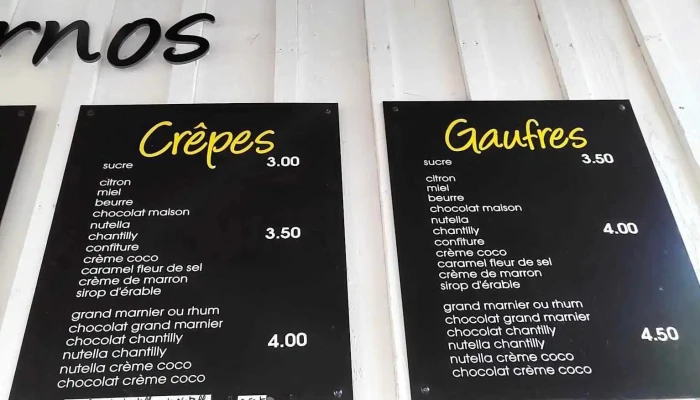 rnos
Crêpes
sucre 3.00
citron
miel
beurre
chocolat maison
nutella
chantilly 3.50
confiture
crème coco
caramel fleur de sel
crème de marron
sirop d'érable
grand marnier ou rhum
chocolat grand marnier
chocolat chantilly 4.00
nutella chantilly
nutella crème coco
chocolat crème coco
Gaufres
sucre 3.50
citron
miel
beurre
chocolat maison
nutella
chantilly 4.00
confiture
crème coco
caramel fleur de sel
crème de marron
sirop d'érable
grand marnier ou rhum
chocolat grand marnier
chocolat chantilly 4.50
nutella chantilly
nutella crème coco
chocolat crème coco